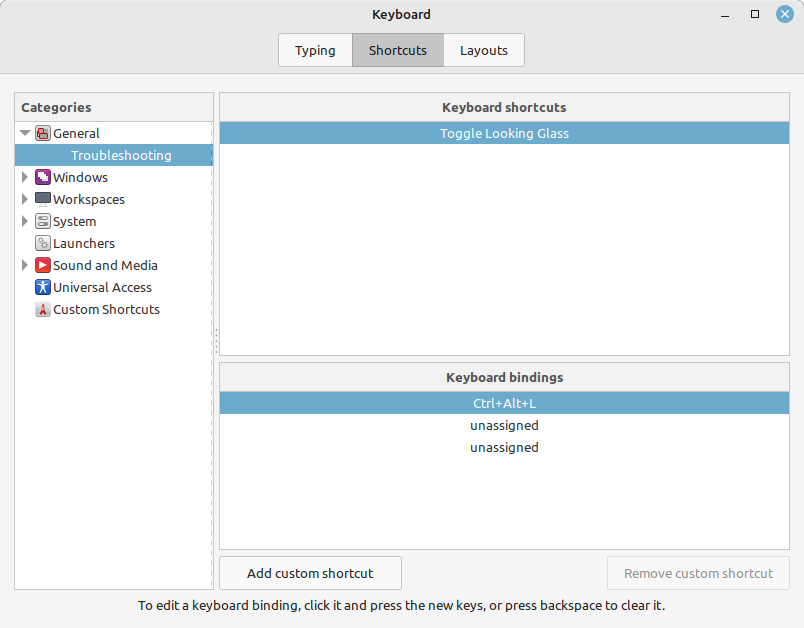 Keyboard
Typing
Shortcuts
Layouts
Categories
General
Troubleshooting
Windows
Workspaces
System
Launchers
Sound and Media
Universal Access
Custom Shortcuts
Keyboard shortcuts
Toggle Looking Glass
Keyboard bindings
Ctrl+Alt+L
unassigned
unassigned
Add custom shortcut
Remove custom shortcut
To edit a keyboard binding, click it and press the new keys, or press backspace to clear it.